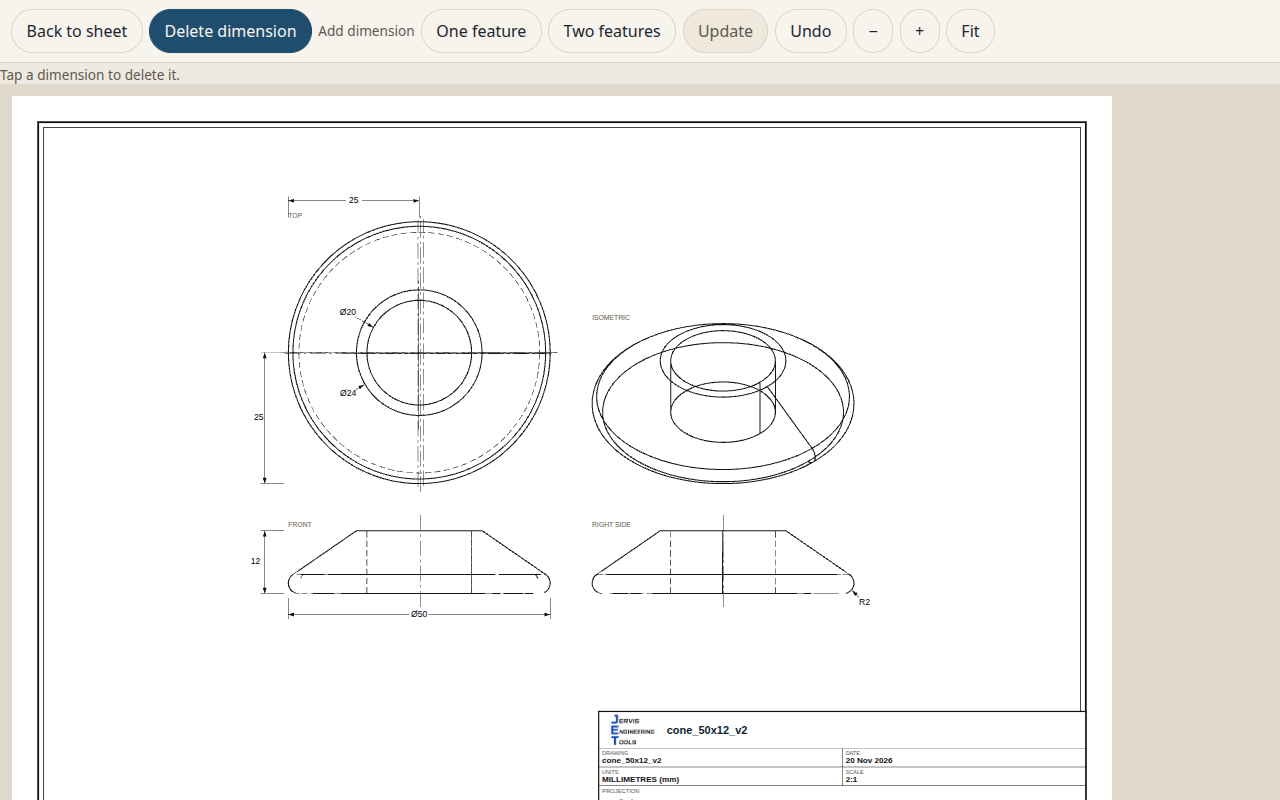 Back to sheet Delete dimension Add dimension One feature Two features Update Undo − + Fit
Tap a dimension to delete it.
25
TOP
Ø20
ISOMETRIC
Ø24
25
FRONT
RIGHT SIDE
12
R2
Ø50
JERVIS
ENGINEERING
TOOLS
cone_50x12_v2
DRAWING
cone_50x12_v2
DATE
20 Nov 2026
UNITS
MILLIMETRES (mm)
SCALE
2:1
PROJECTION